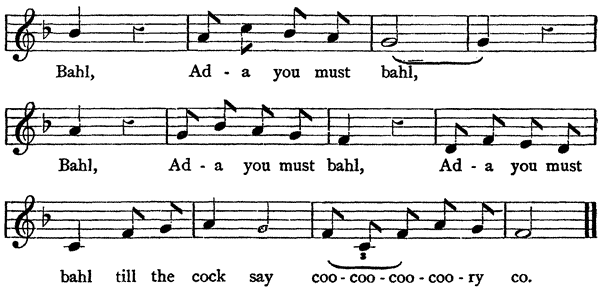 Bahl, Ad - a you must bahl,
Bahl, Ad - a you must bahl, Ad - a you must
bahl till the cock say coo - coo - coo - coo - ry co.
3